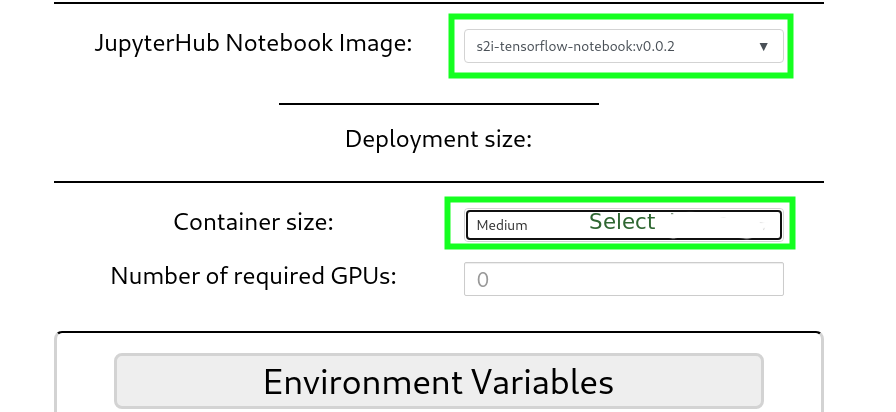 JupyterHub Notebook Image: s2i-tensorflow-notebook:v0.0.2 ▼
Deployment size:
Container size: Medium Select
Number of required GPUs: 0
Environment Variables